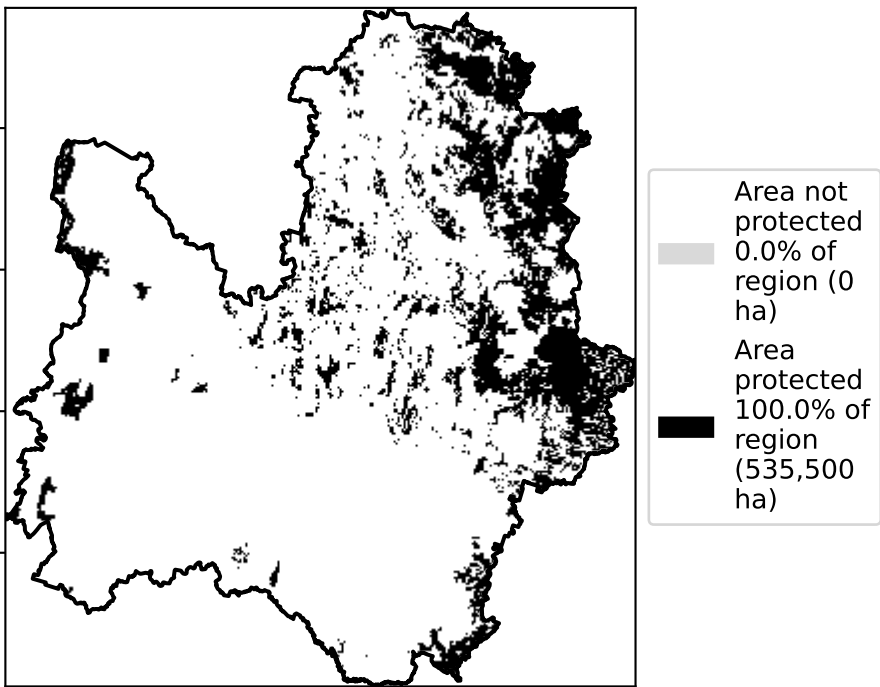 Area not
protected
0.0% of
region (0
ha)
Area
protected
100.0% of
region
(535,500
ha)